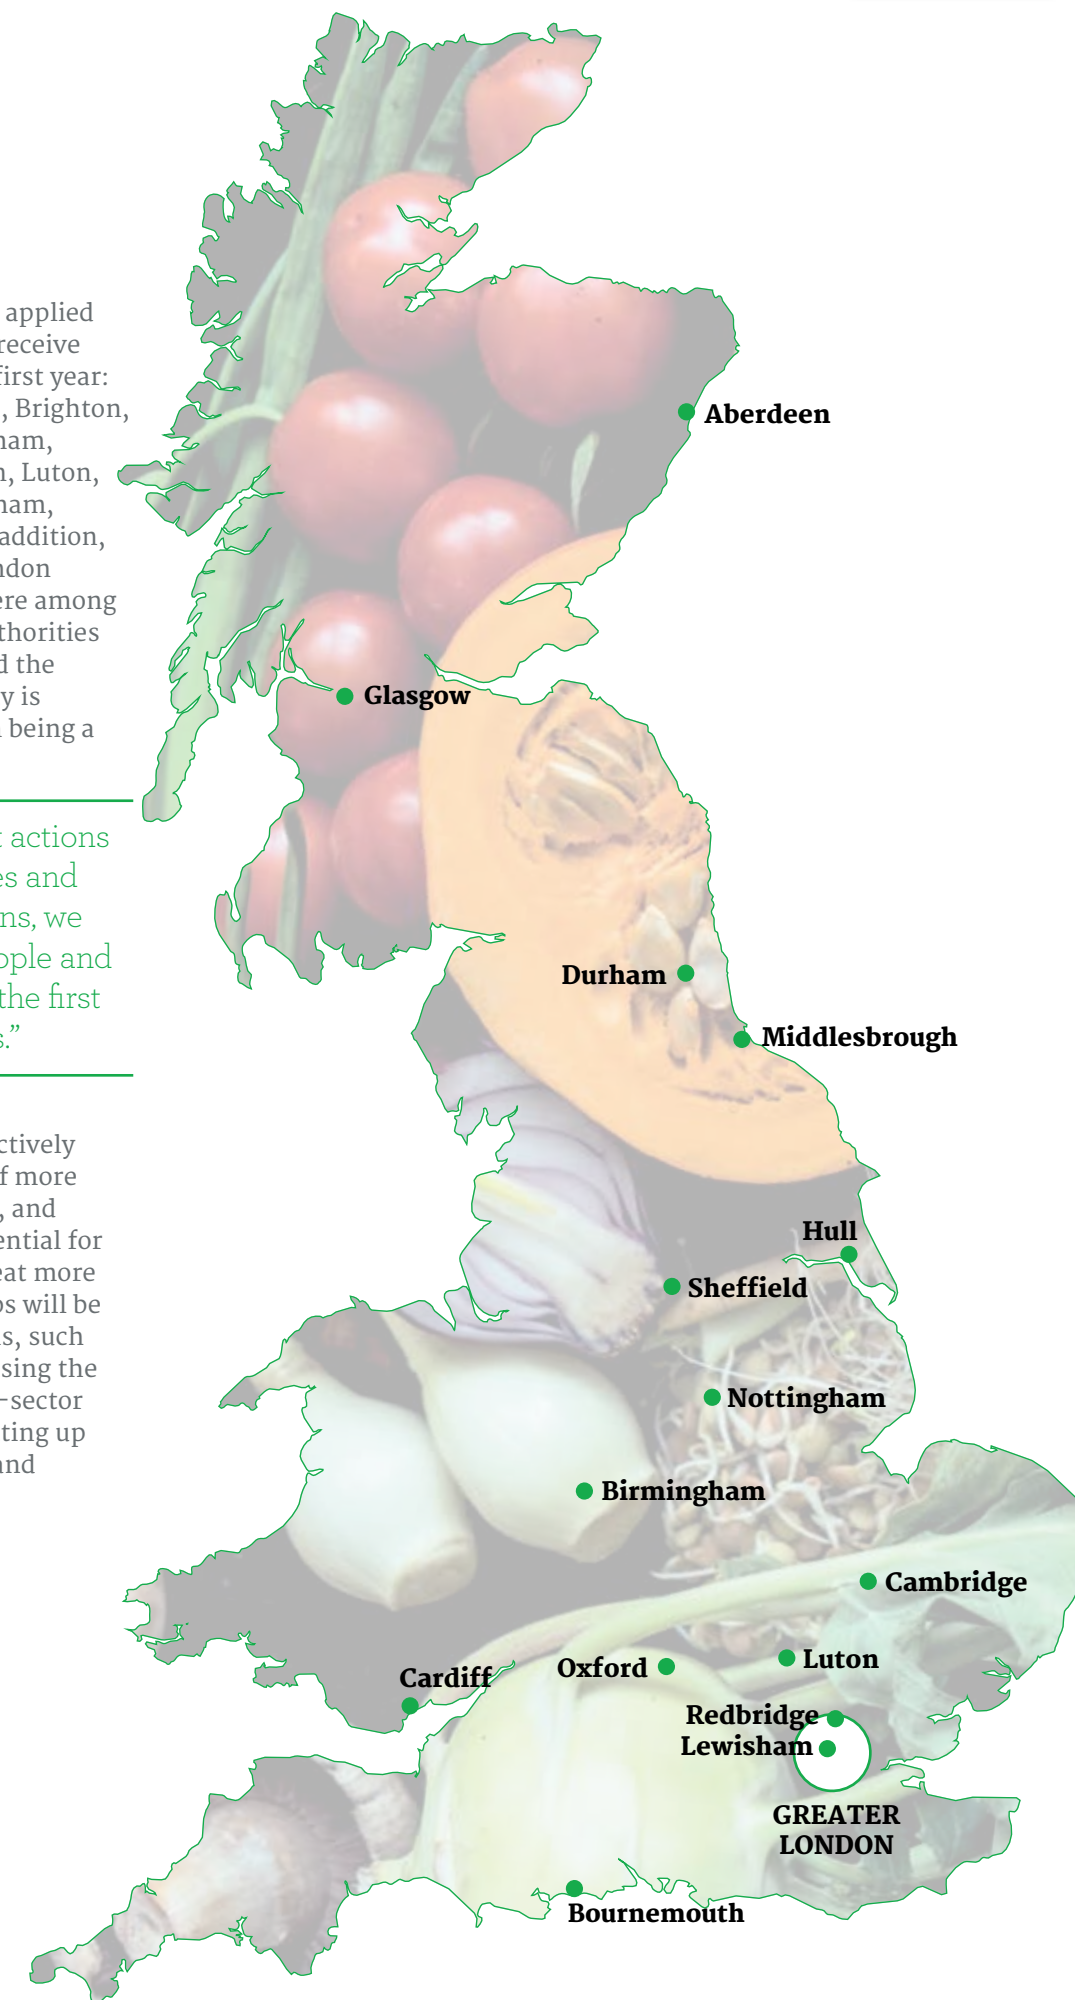 applied
receive
first year:
, Brighton,
ham,
n, Luton,
ham,
addition,
ndon
ere among
thorities
d the
y is
being a
actions
es and
ns, we
ople and
the first
s.”
ctively
f more
, and
ential for
eat more
os will be
ns, such
sing the
-sector
ting up
and
Aberdeen
Glasgow
Durham
Middlesbrough
Hull
Sheffield
Nottingham
Birmingham
Cambridge
Luton
Oxford
Cardiff
Redbridge
Lewisham
GREATER
LONDON
Bournemouth